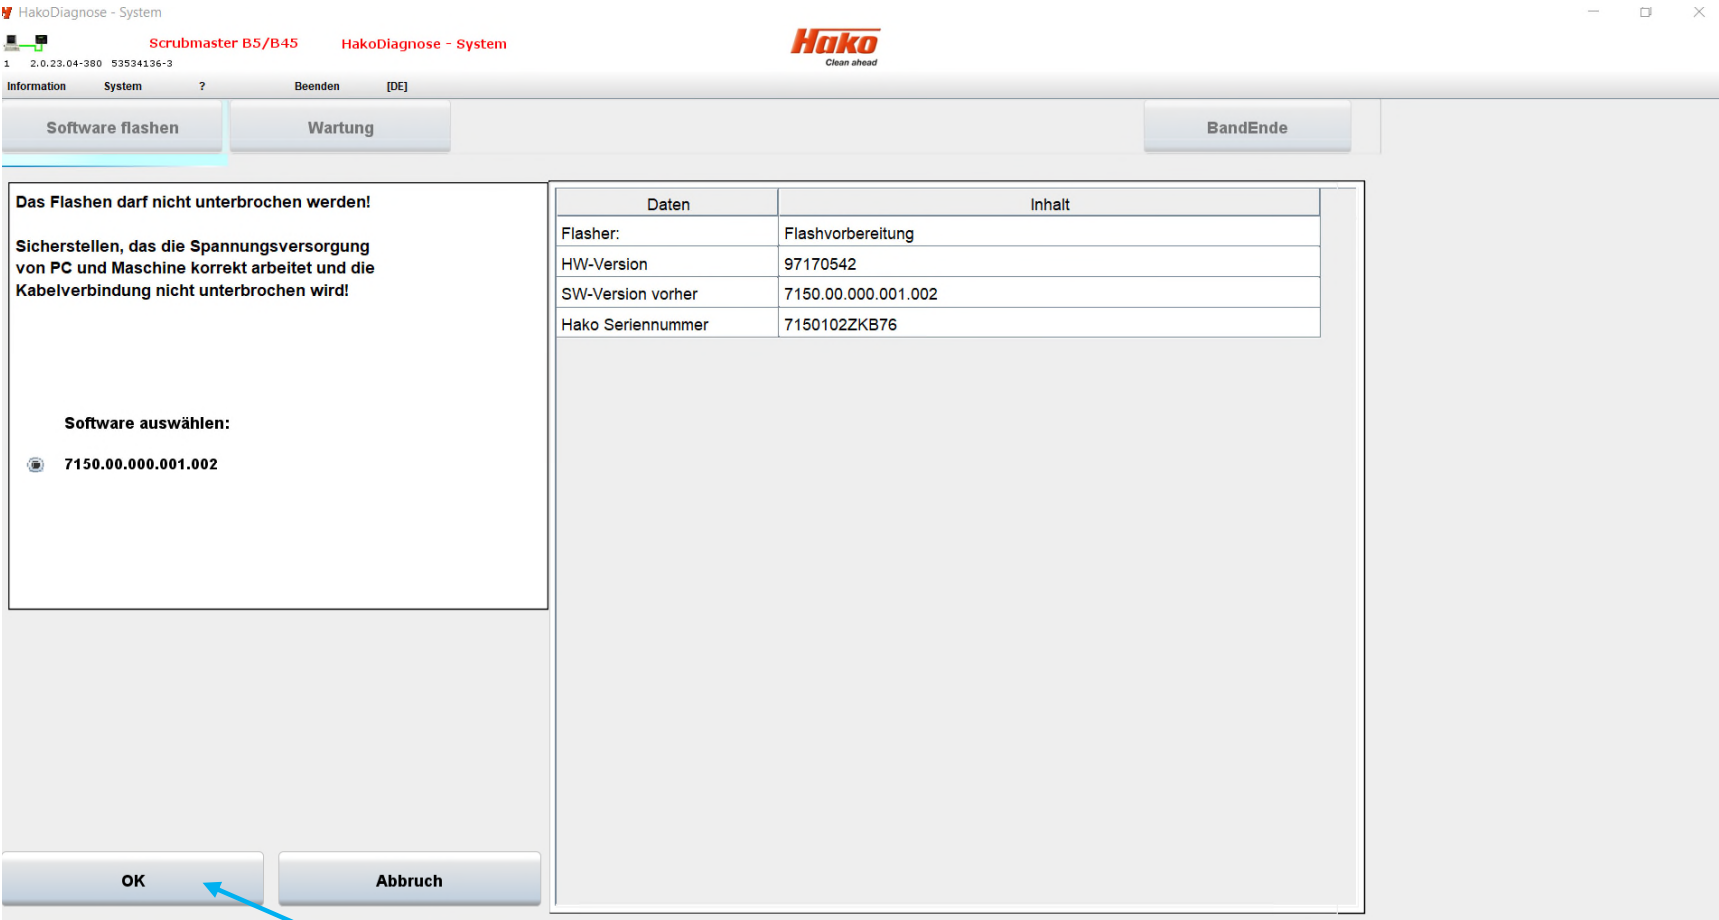 HakoDiagnose - System
Scrubmaster B5/B45 HakoDiagnose - System
Hako
Clean ahead
1 2.0.23.04-380 53534136-3
Information System ? Beenden [DE]
Software flashen Wartung BandEnde
Das Flashen darf nicht unterbrochen werden!
Sicherstellen, das die Spannungsversorgung
von PC und Maschine korrekt arbeitet und die
Kabelverbindung nicht unterbrochen wird!
Software auswählen:
7150.00.000.001.002
Daten Inhalt
Flasher: Flashvorbereitung
HW-Version 97170542
SW-Version vorher 7150.00.000.001.002
Hako Seriennummer 7150102ZKB76
OK Abbruch